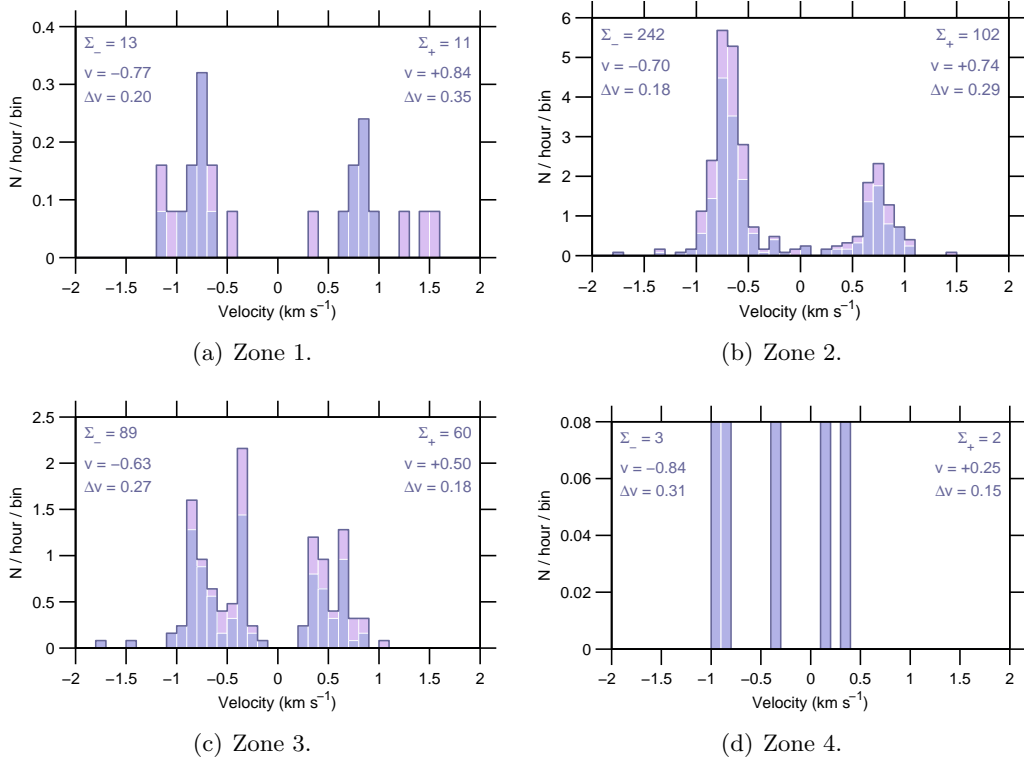 0.4
0.3
0.2
0.1
0
N / hour / bin
Σ− = 13
v = −0.77
Δv = 0.20
Σ+ = 11
v = +0.84
Δv = 0.35
−2 −1.5 −1 −0.5 0 0.5 1 1.5 2
Velocity (km s−1)
(a) Zone 1.
6
5
4
3
2
1
0
N / hour / bin
Σ− = 242
v = −0.70
Δv = 0.18
Σ+ = 102
v = +0.74
Δv = 0.29
−2 −1.5 −1 −0.5 0 0.5 1 1.5 2
Velocity (km s−1)
(b) Zone 2.
2.5
2
1.5
1
0.5
0
N / hour / bin
Σ− = 89
v = −0.63
Δv = 0.27
Σ+ = 60
v = +0.50
Δv = 0.18
−2 −1.5 −1 −0.5 0 0.5 1 1.5 2
Velocity (km s−1)
(c) Zone 3.
0.08
0.06
0.04
0.02
0
N / hour / bin
Σ− = 3
v = −0.84
Δv = 0.31
Σ+ = 2
v = +0.25
Δv = 0.15
−2 −1.5 −1 −0.5 0 0.5 1 1.5 2
Velocity (km s−1)
(d) Zone 4.